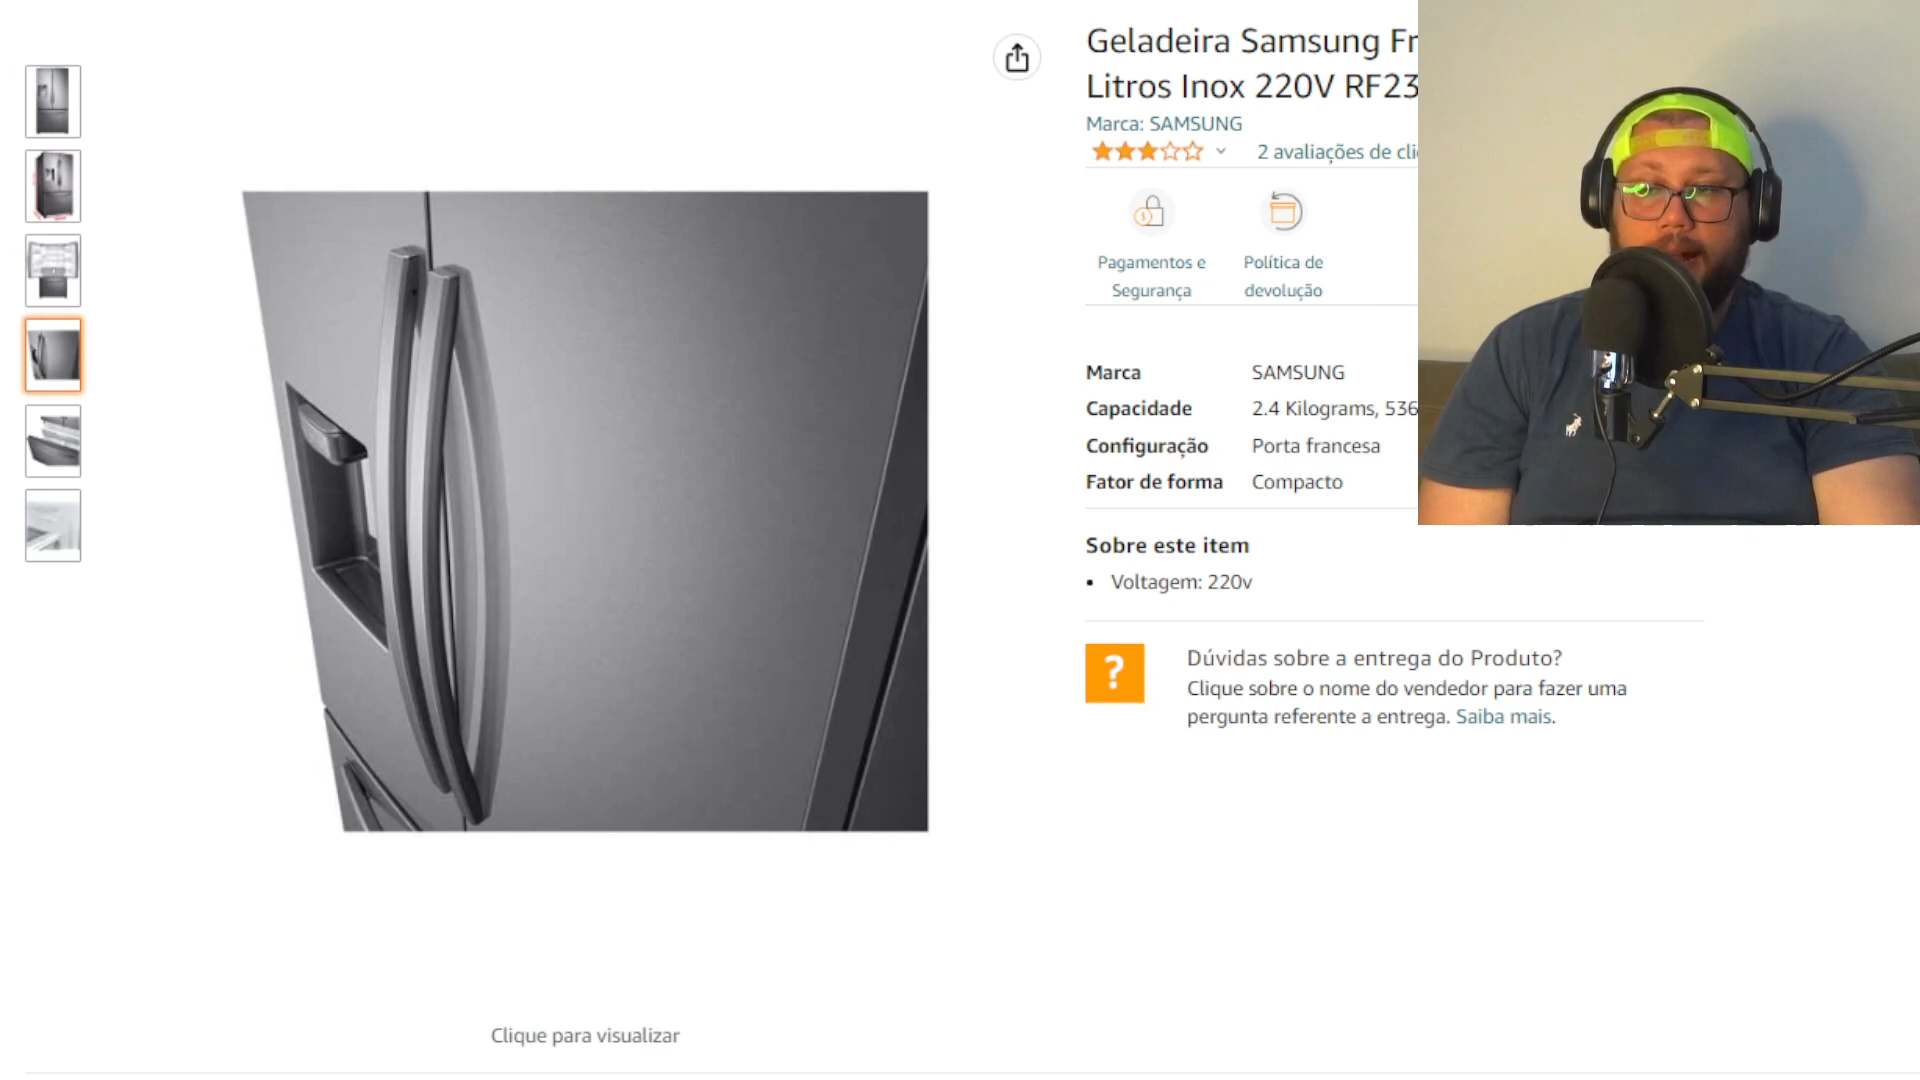 Geladeira Samsung Fr
Litros Inox 220V RF23
Marca: SAMSUNG
2 avaliações de cli
Pagamentos e
Segurança
Política de
devolução
Marca SAMSUNG
Capacidade 2.4 Kilograms, 536
Configuração Porta francesa
Fator de forma Compacto
Sobre este item
• Voltagem: 220v
?
Dúvidas sobre a entrega do Produto?
Clique sobre o nome do vendedor para fazer uma
pergunta referente a entrega. Saiba mais.
Clique para visualizar